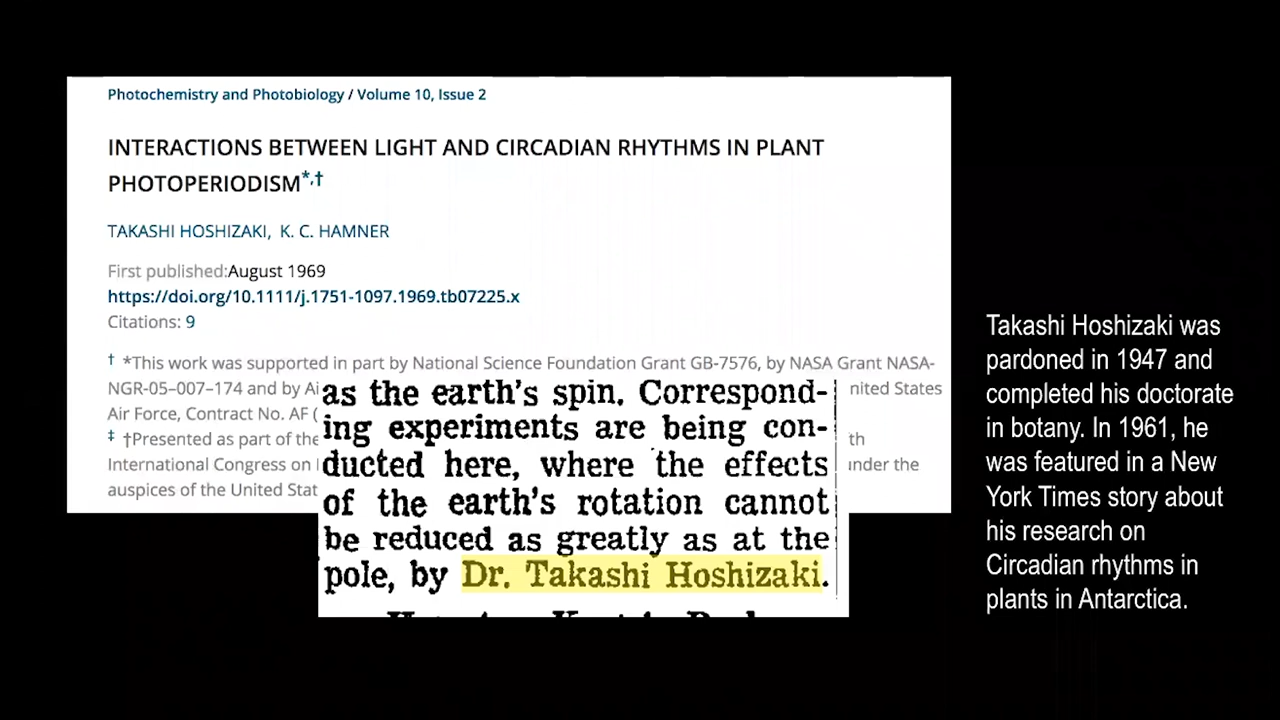 Photochemistry and Photobiology / Volume 10, Issue 2
INTERACTIONS BETWEEN LIGHT AND CIRCADIAN RHYTHMS IN PLANT
PHOTOPERIODISM*,†
TAKASHI HOSHIZAKI, K. C. HAMNER
First published:August 1969
https://doi.org/10.1111/j.1751-1097.1969.tb07225.x
Citations: 9
† *This work was supported in part by National Science Foundation Grant GB-7576, by NASA Grant NASA-
NGR-05–007–174 and by Ai nited States
Air Force, Contract No. AF (
‡ †Presented as part of the th
International Congress on nder the
auspices of the United Stat
as the earth's spin. Correspond-
ing experiments are being con-
ducted here, where the effects
of the earth's rotation cannot
be reduced as greatly as at the
pole, by Dr. Takashi Hoshizaki.
Takashi Hoshizaki was
pardoned in 1947 and
completed his doctorate
in botany. In 1961, he
was featured in a New
York Times story about
his research on
Circadian rhythms in
plants in Antarctica.